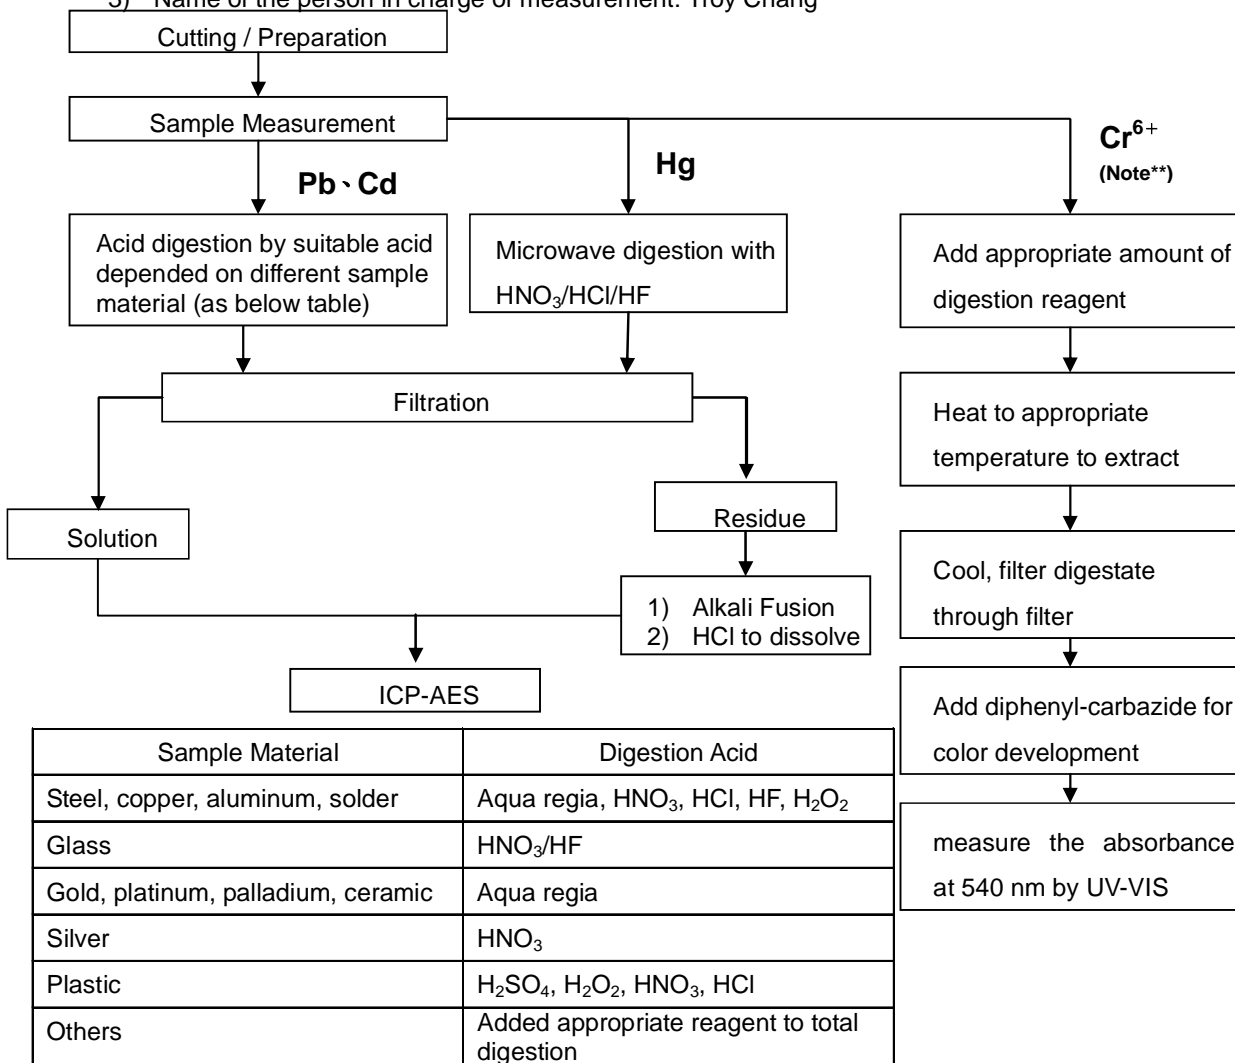 3) Name of the person in charge of measurement: Troy Chang
Cutting / Preparation
Sample Measurement
Pb、Cd
Hg
Cr⁶⁺
(Note**)
Acid digestion by suitable acid
depended on different sample
material (as below table)
Microwave digestion with
HNO₃/HCl/HF
Add appropriate amount of
digestion reagent
Filtration
Heat to appropriate
temperature to extract
Solution
Residue
Cool, filter digestate
through filter
1) Alkali Fusion
2) HCl to dissolve
ICP-AES
Add diphenyl-carbazide for
color development
measure the absorbance
at 540 nm by UV-VIS
Sample Material Digestion Acid
Steel, copper, aluminum, solder Aqua regia, HNO₃, HCl, HF, H₂O₂
Glass HNO₃/HF
Gold, platinum, palladium, ceramic Aqua regia
Silver HNO₃
Plastic H₂SO₄, H₂O₂, HNO₃, HCl
Others Added appropriate reagent to total
digestion